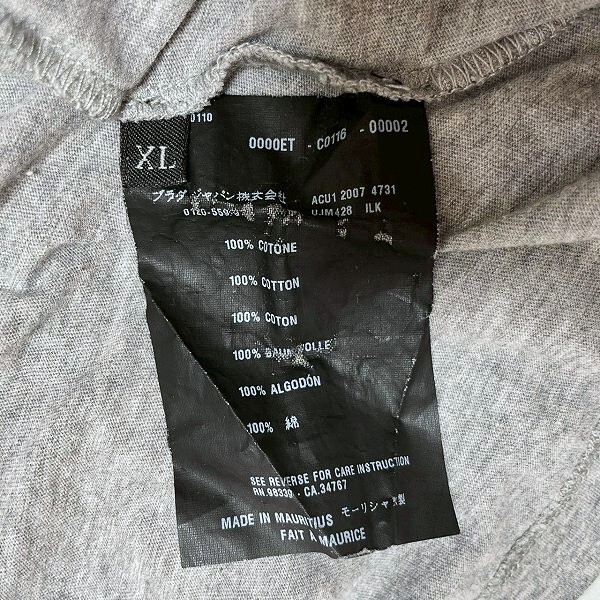 0110
XL
0000ET - C0116 - 00002
プラダ ジャパン株式会社 ACU1 2007 4731
UJM428 ILK
100% COTONE
100% COTTON
100% COTON
100% BAUMWOLLE
100% ALGODÓN
100% 綿
SEE REVERSE FOR CARE INSTRUCTION
RN.98339 - CA.34767
MADE IN MAURITIUS モーリシャス製
FAIT À MAURICE